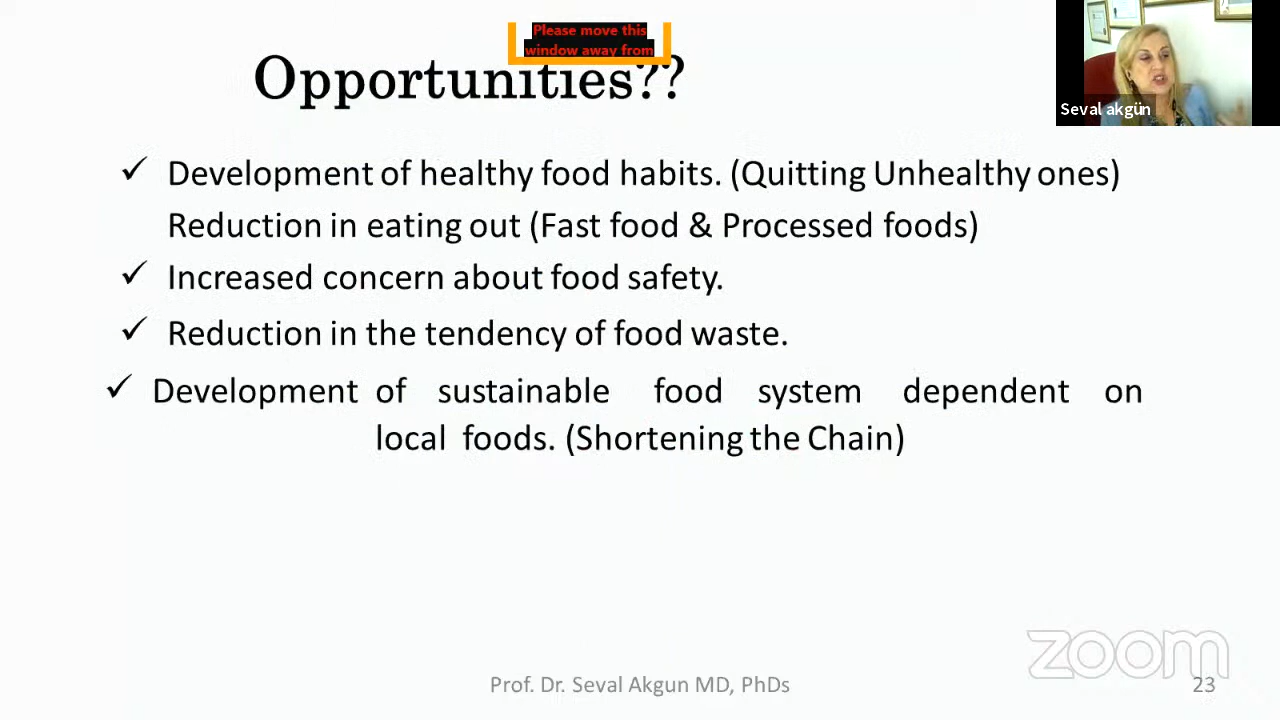 Please move this
window away from
Opportunities??
Seval akgün
✓ Development of healthy food habits. (Quitting Unhealthy ones)
Reduction in eating out (Fast food & Processed foods)
✓ Increased concern about food safety.
✓ Reduction in the tendency of food waste.
✓ Development of sustainable food system dependent on
local foods. (Shortening the Chain)
zoom
Prof. Dr. Seval Akgun MD, PhDs
23